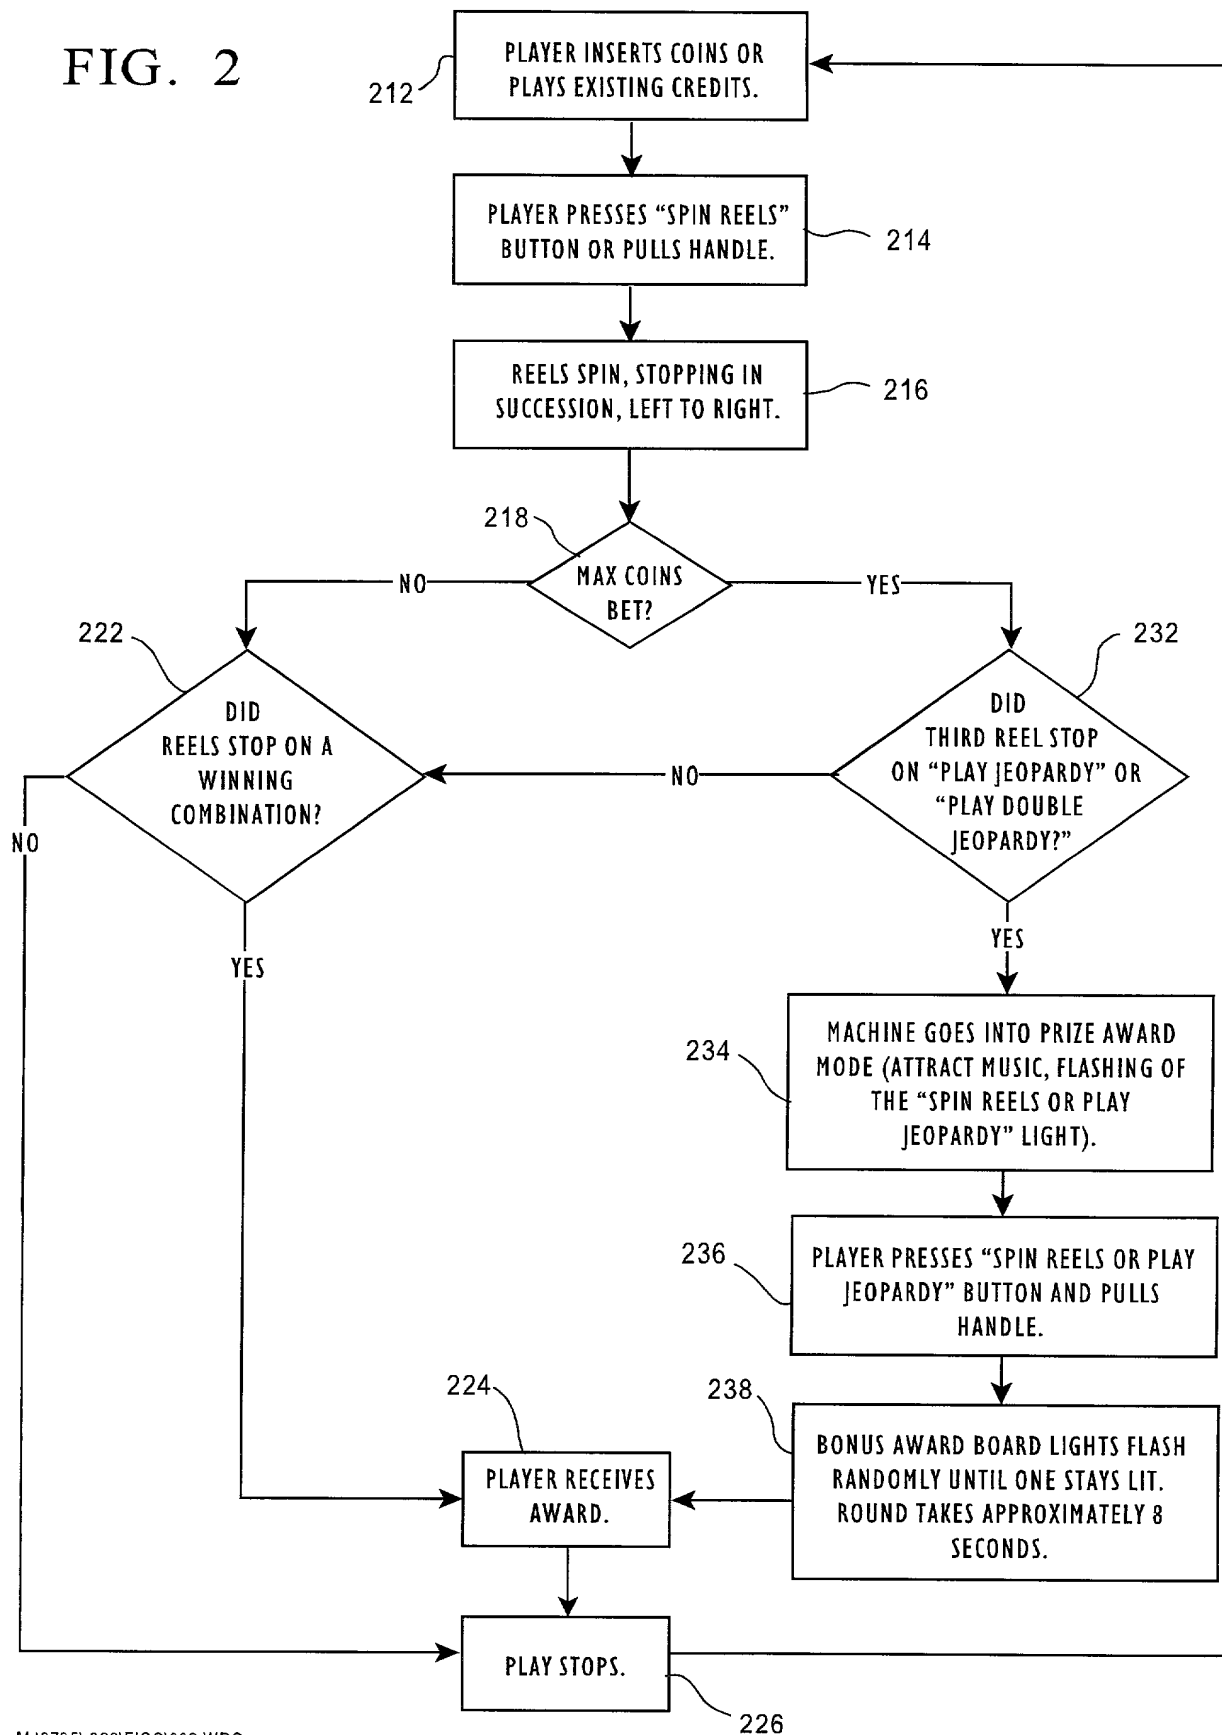 FIG. 2
PLAYER INSERTS COINS OR
PLAYS EXISTING CREDITS.
212
PLAYER PRESSES “SPIN REELS”
BUTTON OR PULLS HANDLE.
214
REELS SPIN, STOPPING IN
SUCCESSION, LEFT TO RIGHT.
216
218
MAX COINS
BET?
NO
YES
222
232
DID
REELS STOP ON A
WINNING
COMBINATION?
DID
THIRD REEL STOP
ON “PLAY JEOPARDY” OR
“PLAY DOUBLE
JEOPARDY?”
NO
NO
YES
YES
234
MACHINE GOES INTO PRIZE AWARD
MODE (ATTRACT MUSIC, FLASHING OF
THE “SPIN REELS OR PLAY
JEOPARDY” LIGHT).
236
PLAYER PRESSES “SPIN REELS OR PLAY
JEOPARDY” BUTTON AND PULLS
HANDLE.
224
238
PLAYER RECEIVES
AWARD.
BONUS AWARD BOARD LIGHTS FLASH
RANDOMLY UNTIL ONE STAYS LIT.
ROUND TAKES APPROXIMATELY 8
SECONDS.
PLAY STOPS.
226